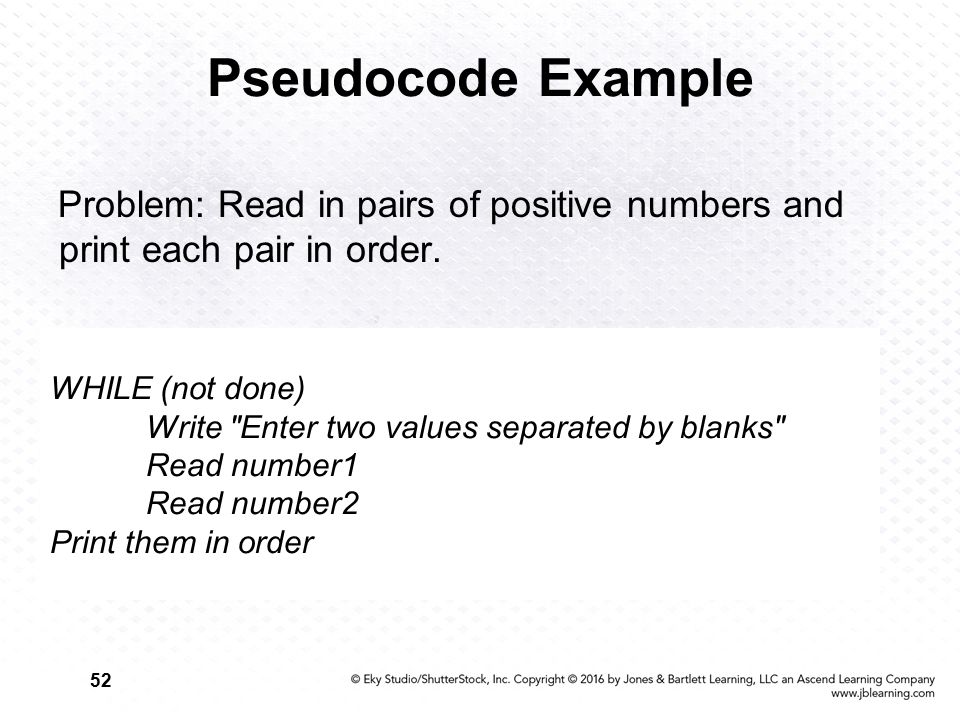 Pseudocode Example
Problem: Read in pairs of positive numbers and
print each pair in order.
WHILE (not done)
Write "Enter two values separated by blanks"
Read number1
Read number2
Print them in order
52
© Eky Studio/ShutterStock, Inc. Copyright © 2016 by Jones & Bartlett Learning, LLC an Ascend Learning Company
www.jblearning.com